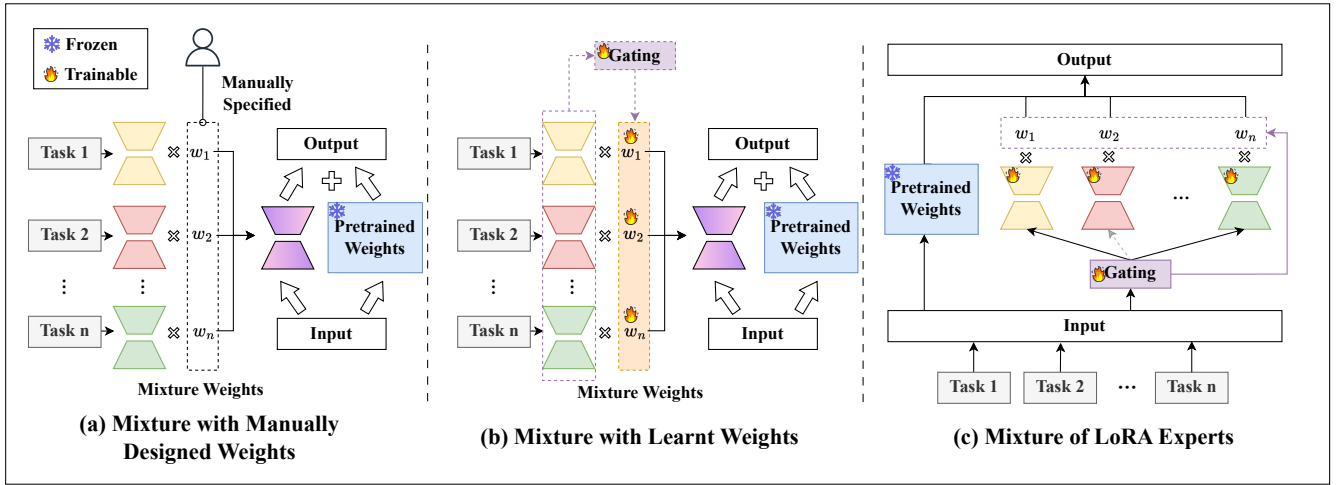 Frozen
Trainable
Manually
Specified
Task 1
w1
Task 2
w2
⋮ ⋮
Task n
wn
Mixture Weights
Output
Pretrained
Weights
Input
(a) Mixture with Manually
Designed Weights
Gating
Task 1
w1
Task 2
w2
⋮ ⋮
Task n
wn
Mixture Weights
Output
Pretrained
Weights
Input
(b) Mixture with Learnt Weights
Output
w1 w2 wn
Pretrained
Weights
...
Gating
Input
Task 1 Task 2 ... Task n
(c) Mixture of LoRA Experts